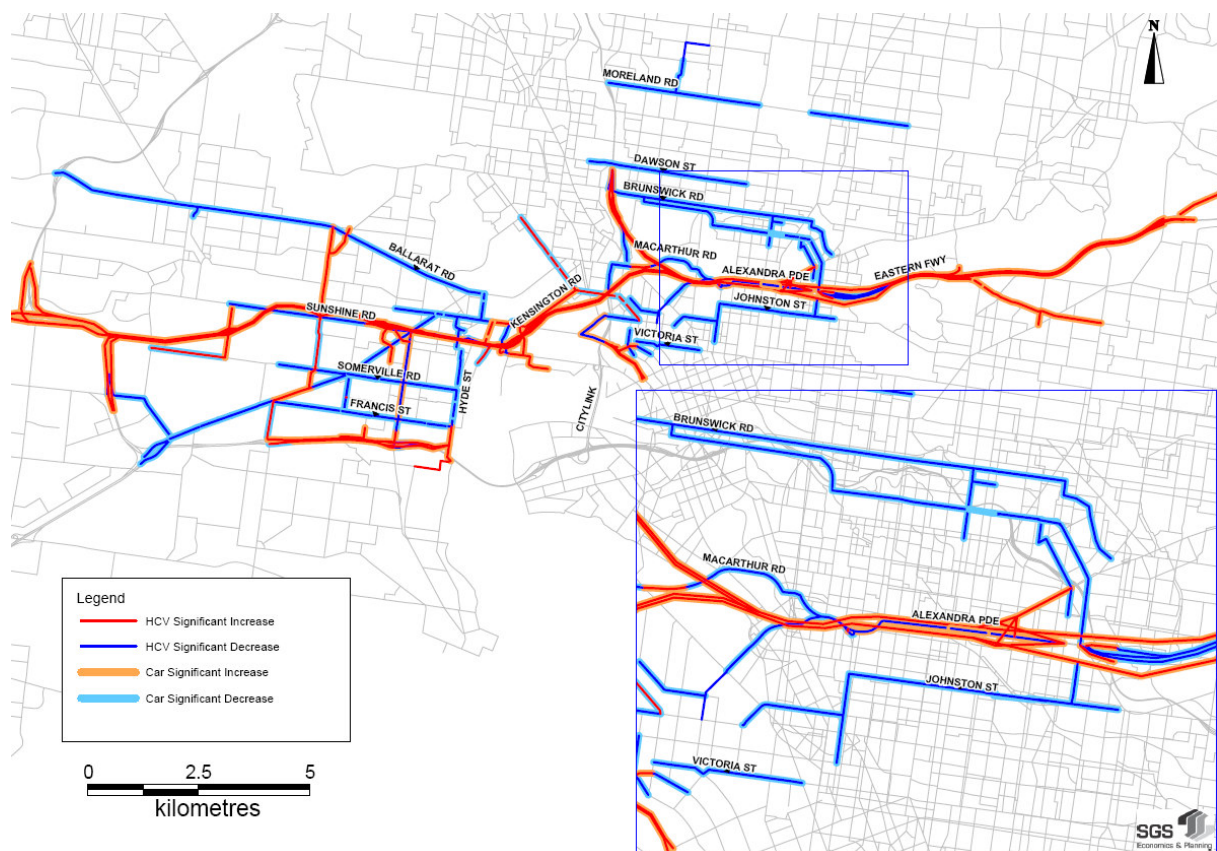 N
MORELAND RD
DAWSON ST
BRUNSWICK RD
MACARTHUR RD
ALEXANDRA PDE
EASTERN FWY
BALLARAT RD
KENSINGTON RD
JOHNSTON ST
SUNSHINE RD
VICTORIA ST
SOMERVILLE RD
HYDE ST
FRANCIS ST
CITYLINK
BRUNSWICK RD
MACARTHUR RD
ALEXANDRA PDE
JOHNSTON ST
VICTORIA ST
Legend
HCV Significant Increase
HCV Significant Decrease
Car Significant Increase
Car Significant Decrease
0 2.5 5
kilometres
SGS
Economics & Planning